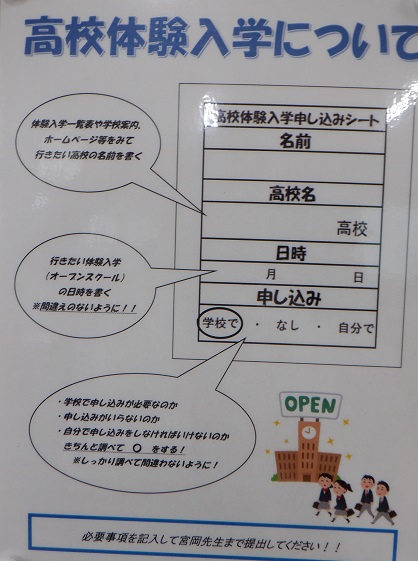 高校体験入学について
体験入学一覧表や学校案内、
ホームページ等をみて
行きたい高校の名前を書く
高校体験入学申し込みシート
名前
高校名
高校
行きたい体験入学
（オープンスクール）
の日時を書く
※間違えのないように！！
日時
月　日
申し込み
学校で ・ なし ・ 自分で
・学校で申し込みが必要なのか
・申し込みがいらないのか
・自分で申し込みをしなければいけないのか
きちんと調べて ○ をする！
※しっかり調べて間違わないように！
OPEN
必要事項を記入して宮岡先生まで提出してください！！